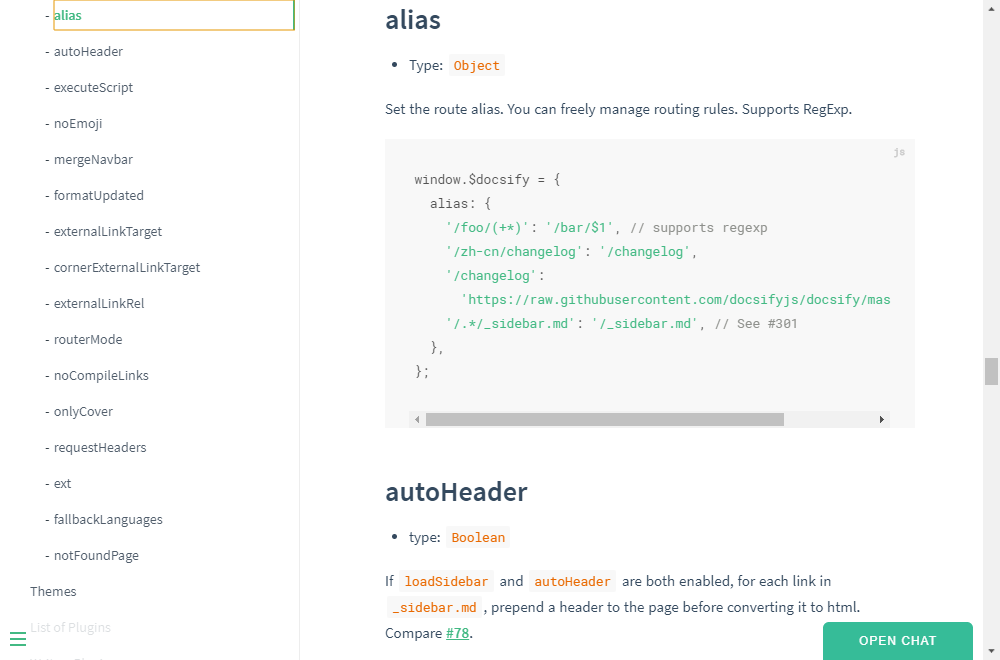 - alias
- autoHeader
- executeScript
- noEmoji
- mergeNavbar
- formatUpdated
- externalLinkTarget
- cornerExternalLinkTarget
- externalLinkRel
- routerMode
- noCompileLinks
- onlyCover
- requestHeaders
- ext
- fallbackLanguages
- notFoundPage
Themes
List of Plugins
alias
• Type: Object
Set the route alias. You can freely manage routing rules. Supports RegExp.
js
window.$docsify = {
  alias: {
    '/foo/(+*)': '/bar/$1', // supports regexp
    '/zh-cn/changelog': '/changelog',
    '/changelog':
      'https://raw.githubusercontent.com/docsifyjs/docsify/mas
    '/.*/_sidebar.md': '/_sidebar.md', // See #301
  },
};
autoHeader
• type: Boolean
If loadSidebar and autoHeader are both enabled, for each link in
_sidebar.md , prepend a header to the page before converting it to html.
Compare #78.
OPEN CHAT